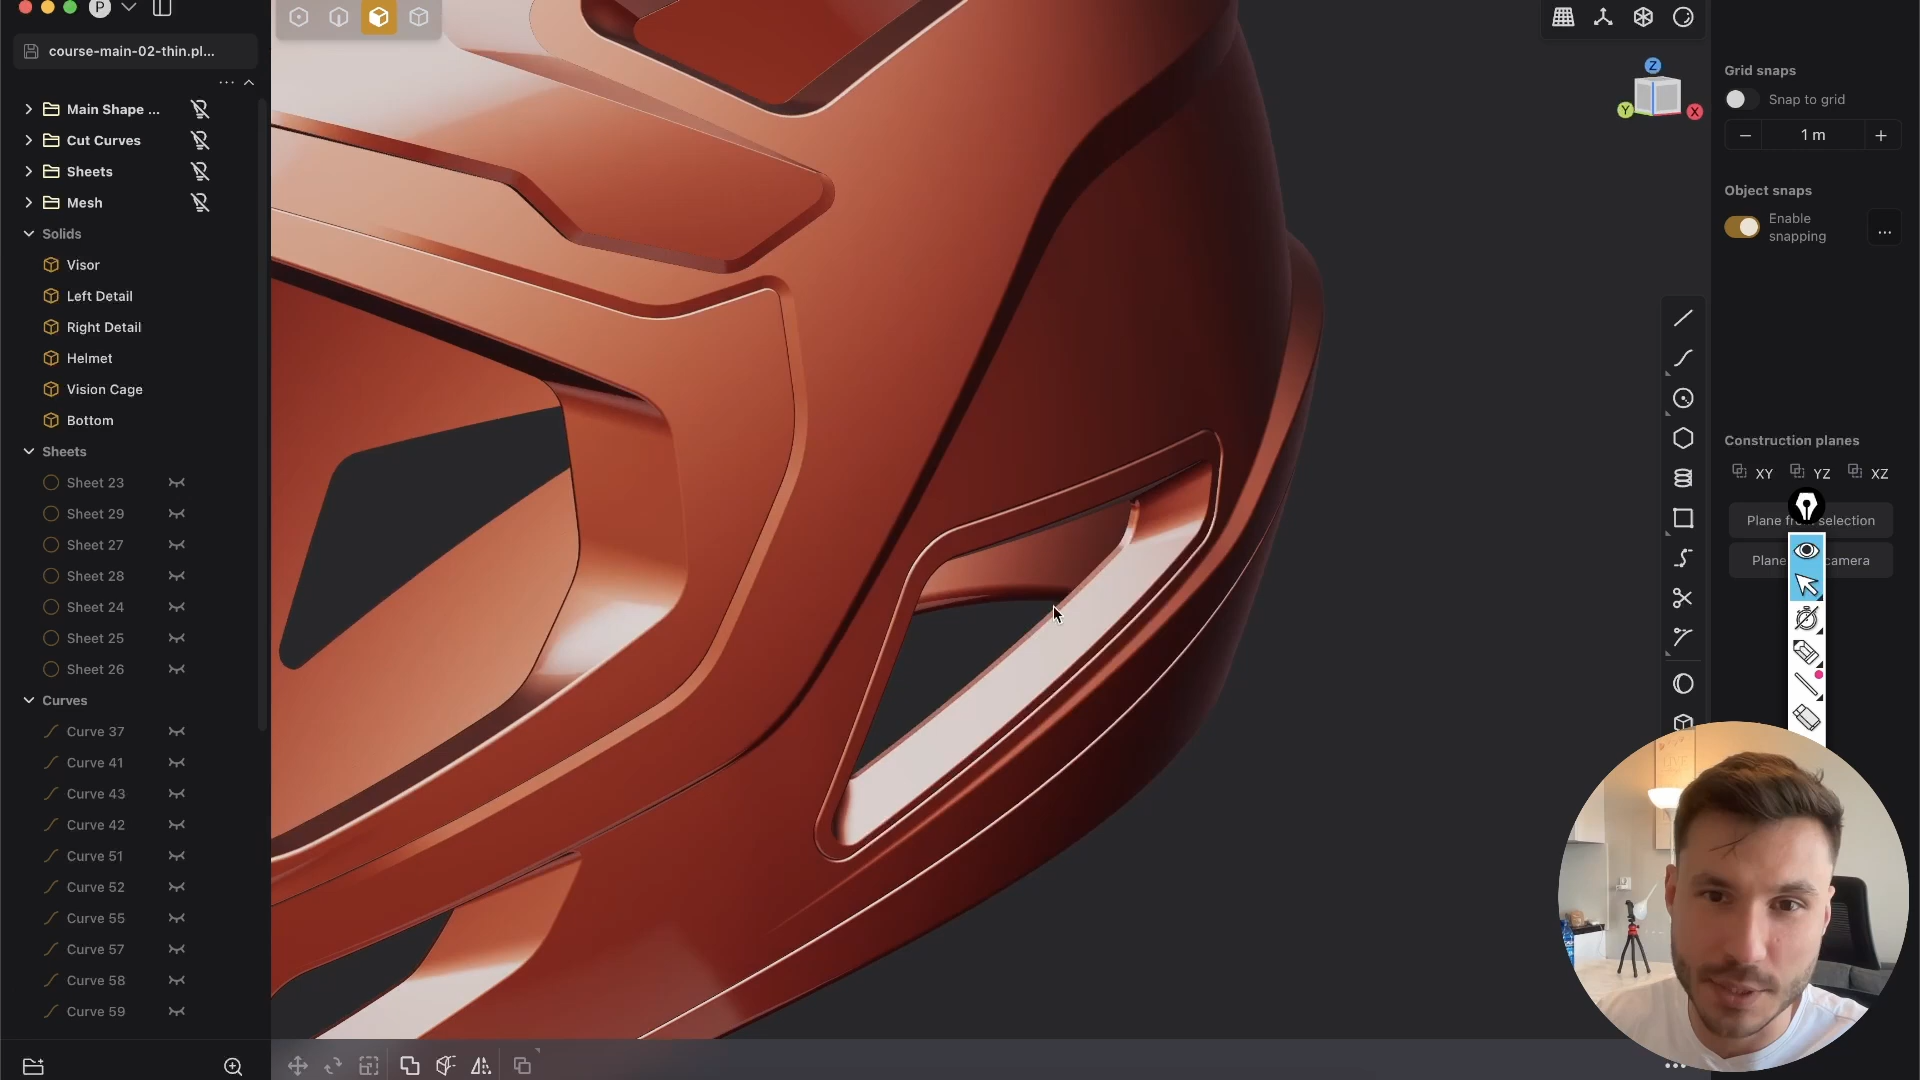 P
course-main-02-thin.pl...
Main Shape ...
Cut Curves
Sheets
Mesh
Solids
Visor
Left Detail
Right Detail
Helmet
Vision Cage
Bottom
Sheets
Sheet 23
Sheet 29
Sheet 27
Sheet 28
Sheet 24
Sheet 25
Sheet 26
Curves
Curve 37
Curve 41
Curve 43
Curve 42
Curve 51
Curve 52
Curve 55
Curve 57
Curve 58
Curve 59
Z
Y
X
Grid snaps
Snap to grid
1 m
Object snaps
Enable
snapping
Construction planes
XY YZ XZ
Plane selection
Plane camera